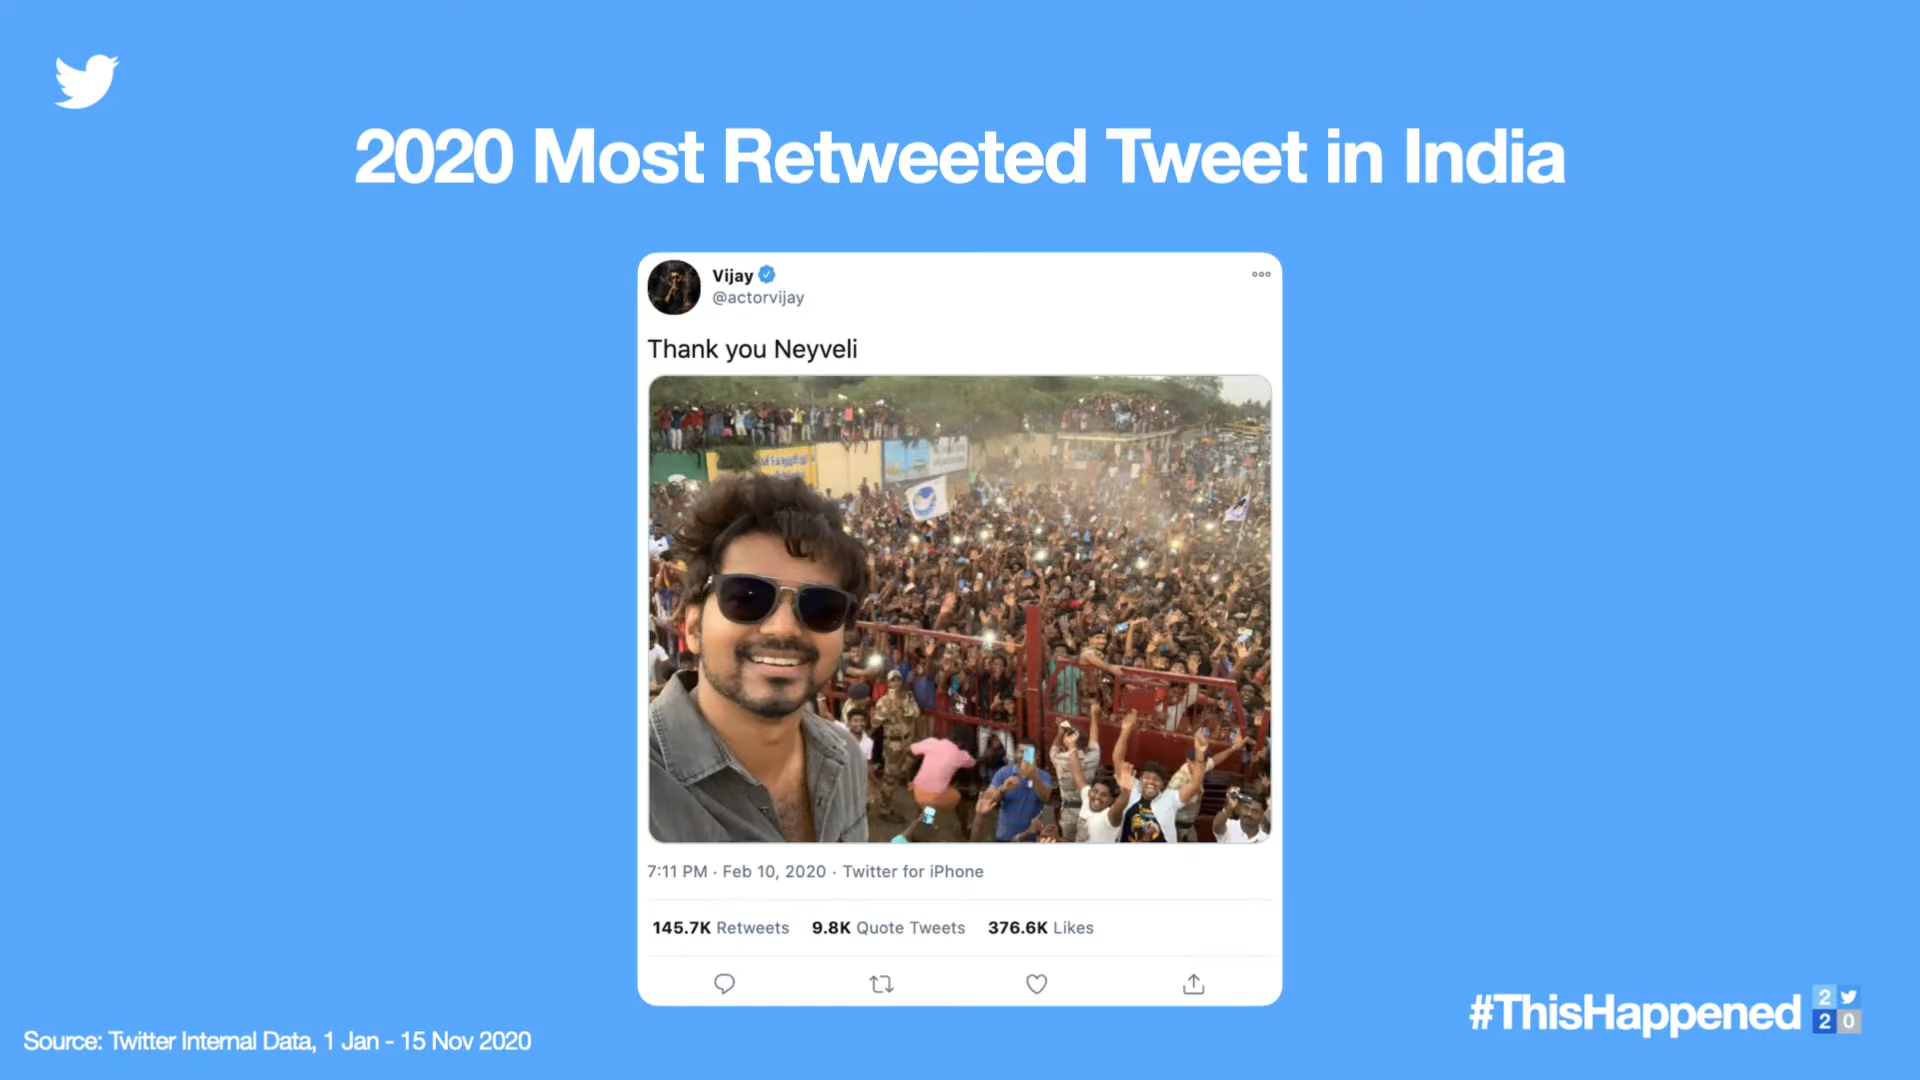 2020 Most Retweeted Tweet in India
Vijay
@actorvijay
Thank you Neyveli
7:11 PM · Feb 10, 2020 · Twitter for iPhone
145.7K Retweets 9.8K Quote Tweets 376.6K Likes
#ThisHappened
2
20
Source: Twitter Internal Data, 1 Jan - 15 Nov 2020